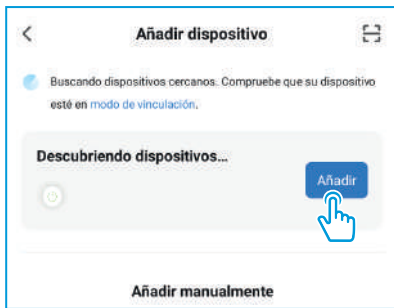 Añadir dispositivo
Buscando dispositivos cercanos. Compruebe que su dispositivo
esté en modo de vinculación.
Descubriendo dispositivos...
Añadir
Añadir manualmente